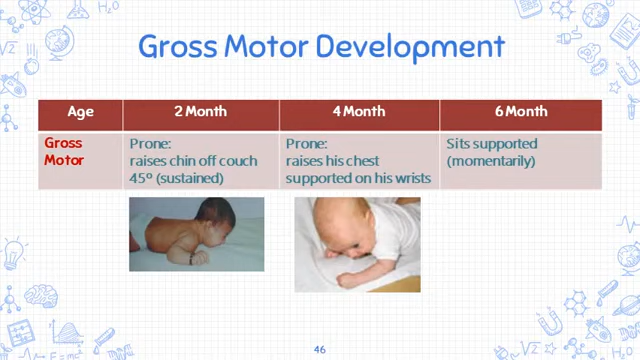 Gross Motor Development
Age
2 Month
4 Month
6 Month
Gross
Motor
Prone:
raises chin off couch
45º (sustained)
Prone:
raises his chest
supported on his wrists
Sits supported
(momentarily)
46